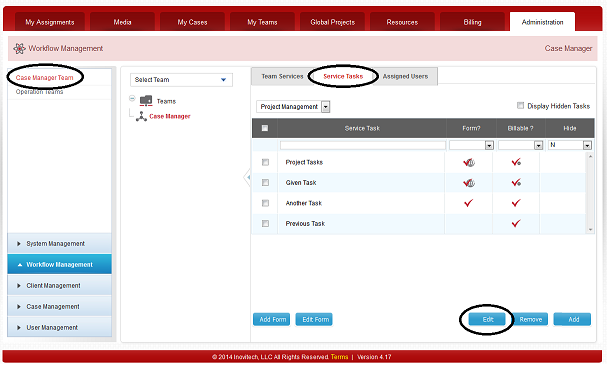 My Assignments Media My Cases My Teams Global Projects Resources Billing Administration
Workflow Management Case Manager
Case Manager Team
Operation Teams
Select Team
Teams
Case Manager
Team Services Service Tasks Assigned Users
Project Management Display Hidden Tasks
Service Task Form? Billable ? Hide
N
Project Tasks
Given Task
Another Task
Previous Task
System Management
Workflow Management
Client Management
Case Management
User Management
Add Form Edit Form Edit Remove Add
© 2014 Inovitech, LLC All Rights Reserved. Terms | Version 4.17